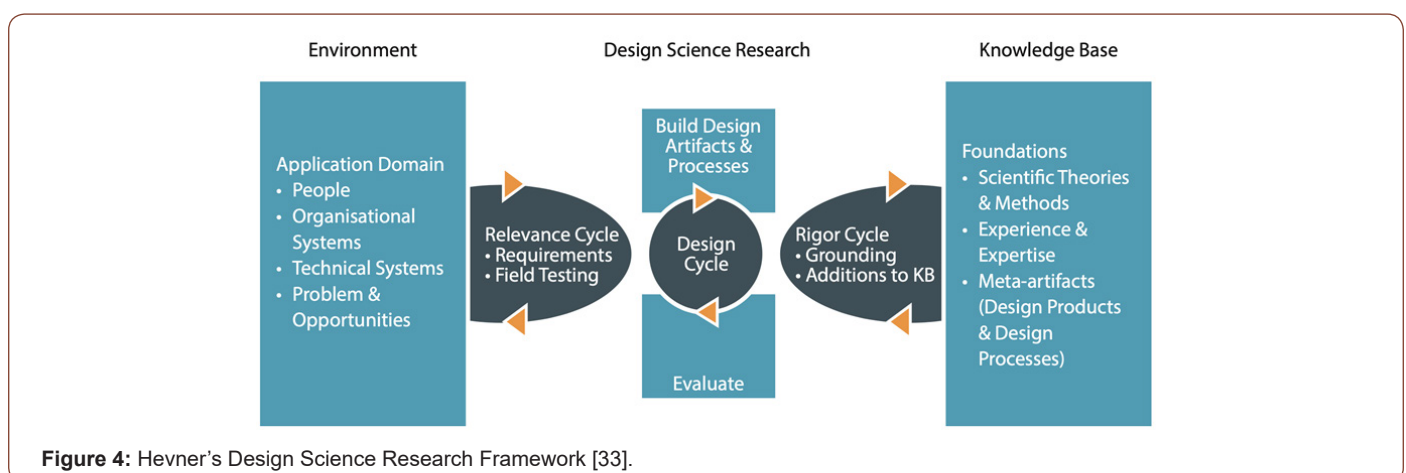 Environment
Design Science Research
Knowledge Base
Application Domain
• People
• Organisational
Systems
• Technical Systems
• Problem &
Opportunities
Relevance Cycle
• Requirements
• Field Testing
Build Design
Artifacts &
Processes
Design
Cycle
Evaluate
Rigor Cycle
• Grounding
• Additions to KB
Foundations
• Scientific Theories
& Methods
• Experience &
Expertise
• Meta-artifacts
(Design Products
& Design
Processes)
Figure 4: Hevner’s Design Science Research Framework [33].